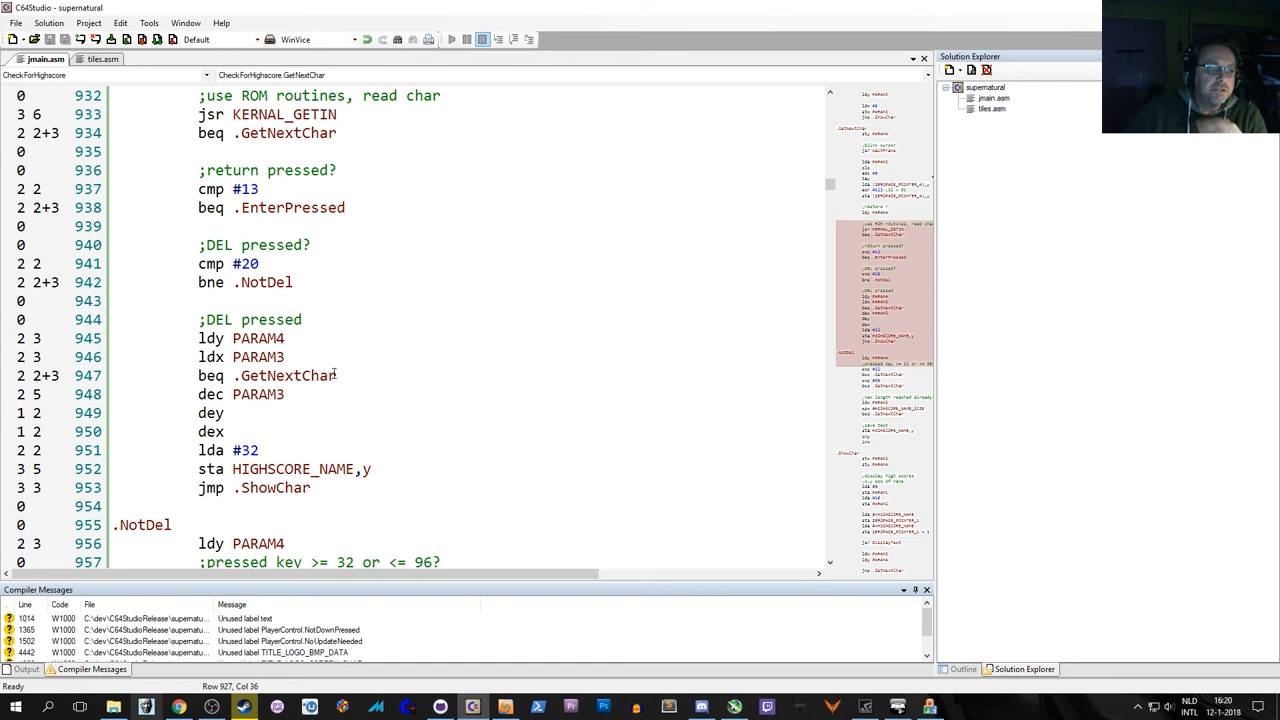 C64Studio - supernatural
File Solution Project Edit Tools Window Help
Default WinVice
jmain.asm tiles.asm
CheckForHighscore CheckForHighscore.GetNextChar
0 932 ;use ROM routines, read char
3 6 933 jsr KERNAL_GETIN
2 2+3 934 beq .GetNextChar
0 935
0 936 ;return pressed?
2 2 937 cmp #13
2 2+3 938 beq .EnterPressed
0 939
0 940 ;DEL pressed?
2 2 941 cmp #20
2 2+3 942 bne .NotDel
0 943
0 944 ;DEL pressed
2 3 945 ldy PARAM4
2 3 946 ldx PARAM3
2 2+3 947 beq .GetNextChar
2 5 948 dec PARAM3
1 2 949 dey
1 2 950 dex
2 2 951 lda #32
3 5 952 sta HIGHSCORE_NAME,y
3 3 953 jmp .ShowChar
0 954
0 955 .NotDel
2 3 956 ldy PARAM4
0 957 ;pressed key >= 32 or <= 96?
Solution Explorer
supernatural
jmain.asm
tiles.asm
Compiler Messages
. Line Code File Message
1014 W1000 C:\dev\C64StudioRelease\supernatu... Unused label text
1365 W1000 C:\dev\C64StudioRelease\supernatu... Unused label PlayerControl.NotDownPressed
1502 W1000 C:\dev\C64StudioRelease\supernatu... Unused label PlayerControl.NoUpdateNeeded
4442 W1000 C:\dev\C64StudioRelease\supernatu... Unused label TITLE_LOGO_BMP_DATA
Output Compiler Messages Outline Solution Explorer
Ready Row 927, Col 36
NLD 16:20
INTL 12-1-2018